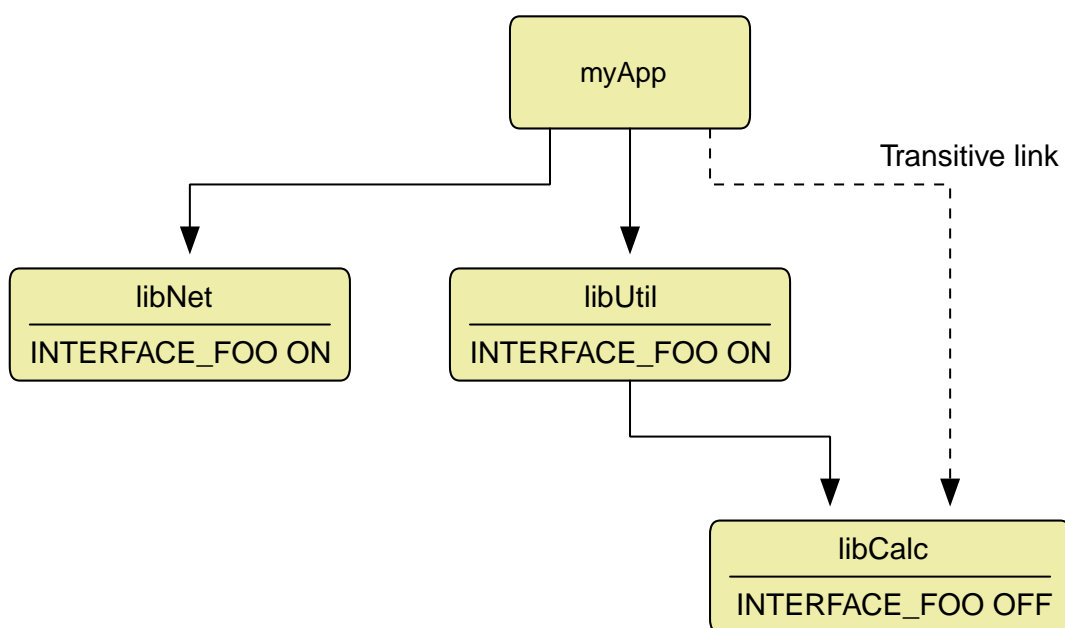 myApp
Transitive link
libNet
INTERFACE_FOO ON
libUtil
INTERFACE_FOO ON
libCalc
INTERFACE_FOO OFF